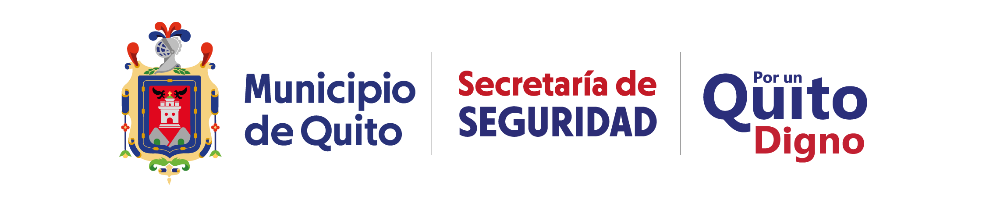 Municipio
de Quito
Secretaría de
SEGURIDAD
Por un
Quito
Digno